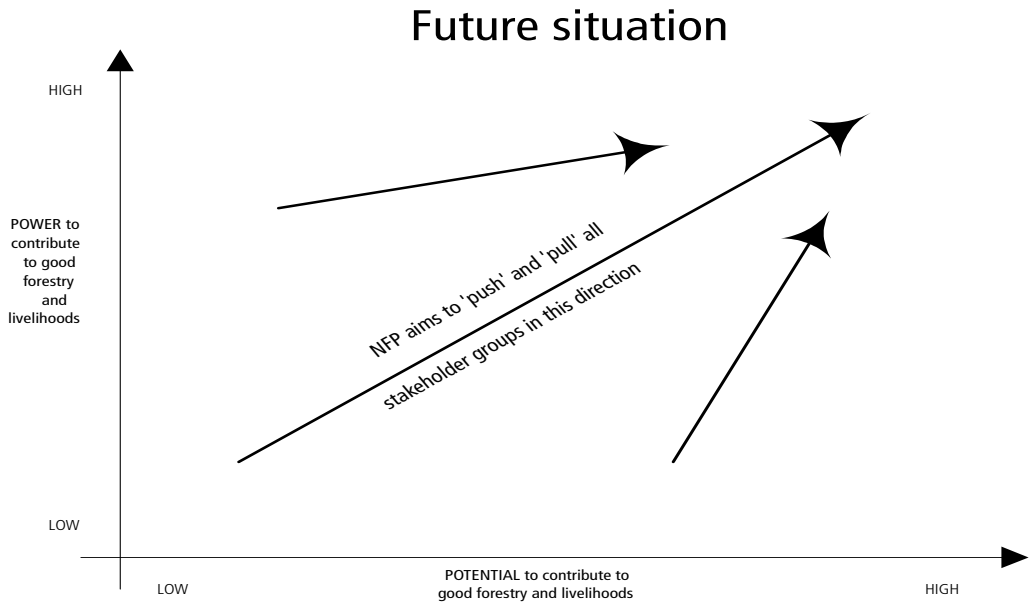 Future situation
HIGH
POWER to
contribute
to good
forestry
and
livelihoods
NFP aims to 'push' and 'pull' all
stakeholder groups in this direction
LOW
LOW
POTENTIAL to contribute to
good forestry and livelihoods
HIGH